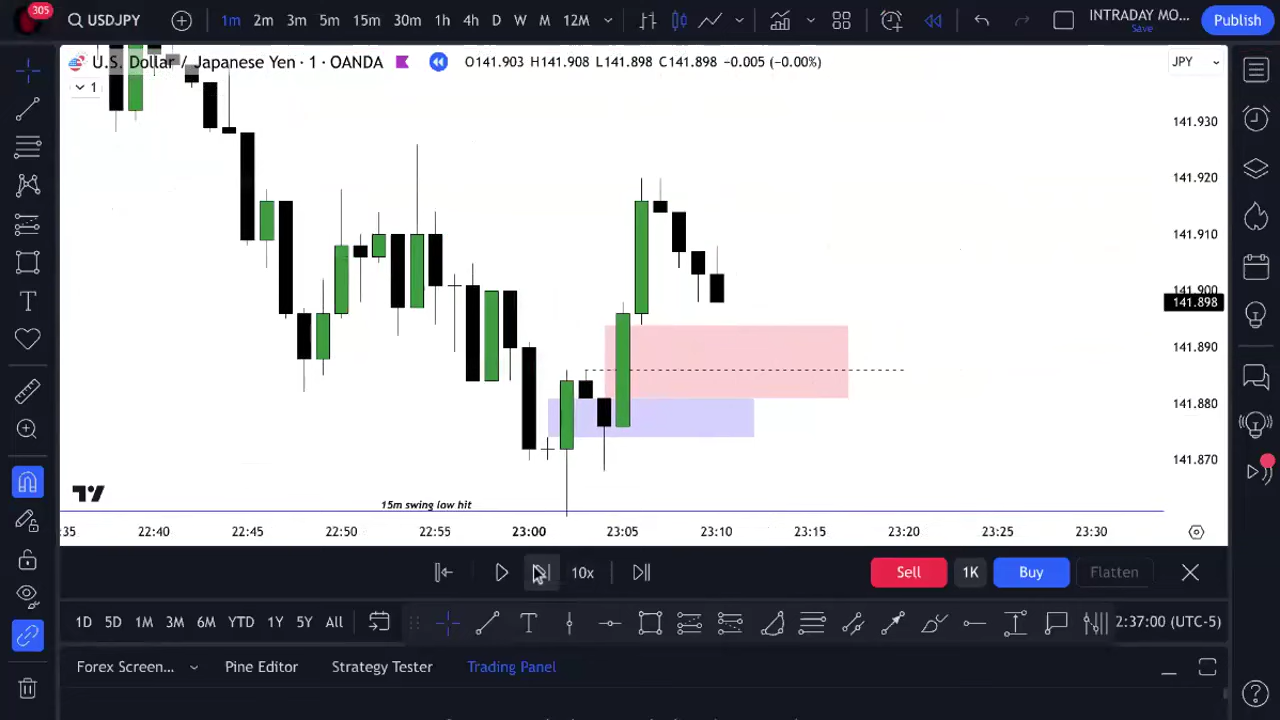 305
USDJPY
1m 2m 3m 5m 15m 30m 1h 4h D W M 12M
INTRADAY MO...
Save
Publish
U.S. Dollar / Japanese Yen · 1 · OANDA
O141.903 H141.908 L141.898 C141.898 −0.005 (−0.00%)
JPY
1
141.930
141.920
141.910
141.900
141.898
141.890
141.880
141.870
15m swing low hit
:35 22:40 22:45 22:50 22:55 23:00 23:05 23:10 23:15 23:20 23:25 23:30
10x
Sell 1K Buy Flatten
1D 5D 1M 3M 6M YTD 1Y 5Y All
2:37:00 (UTC-5)
Forex Screen... Pine Editor Strategy Tester Trading Panel